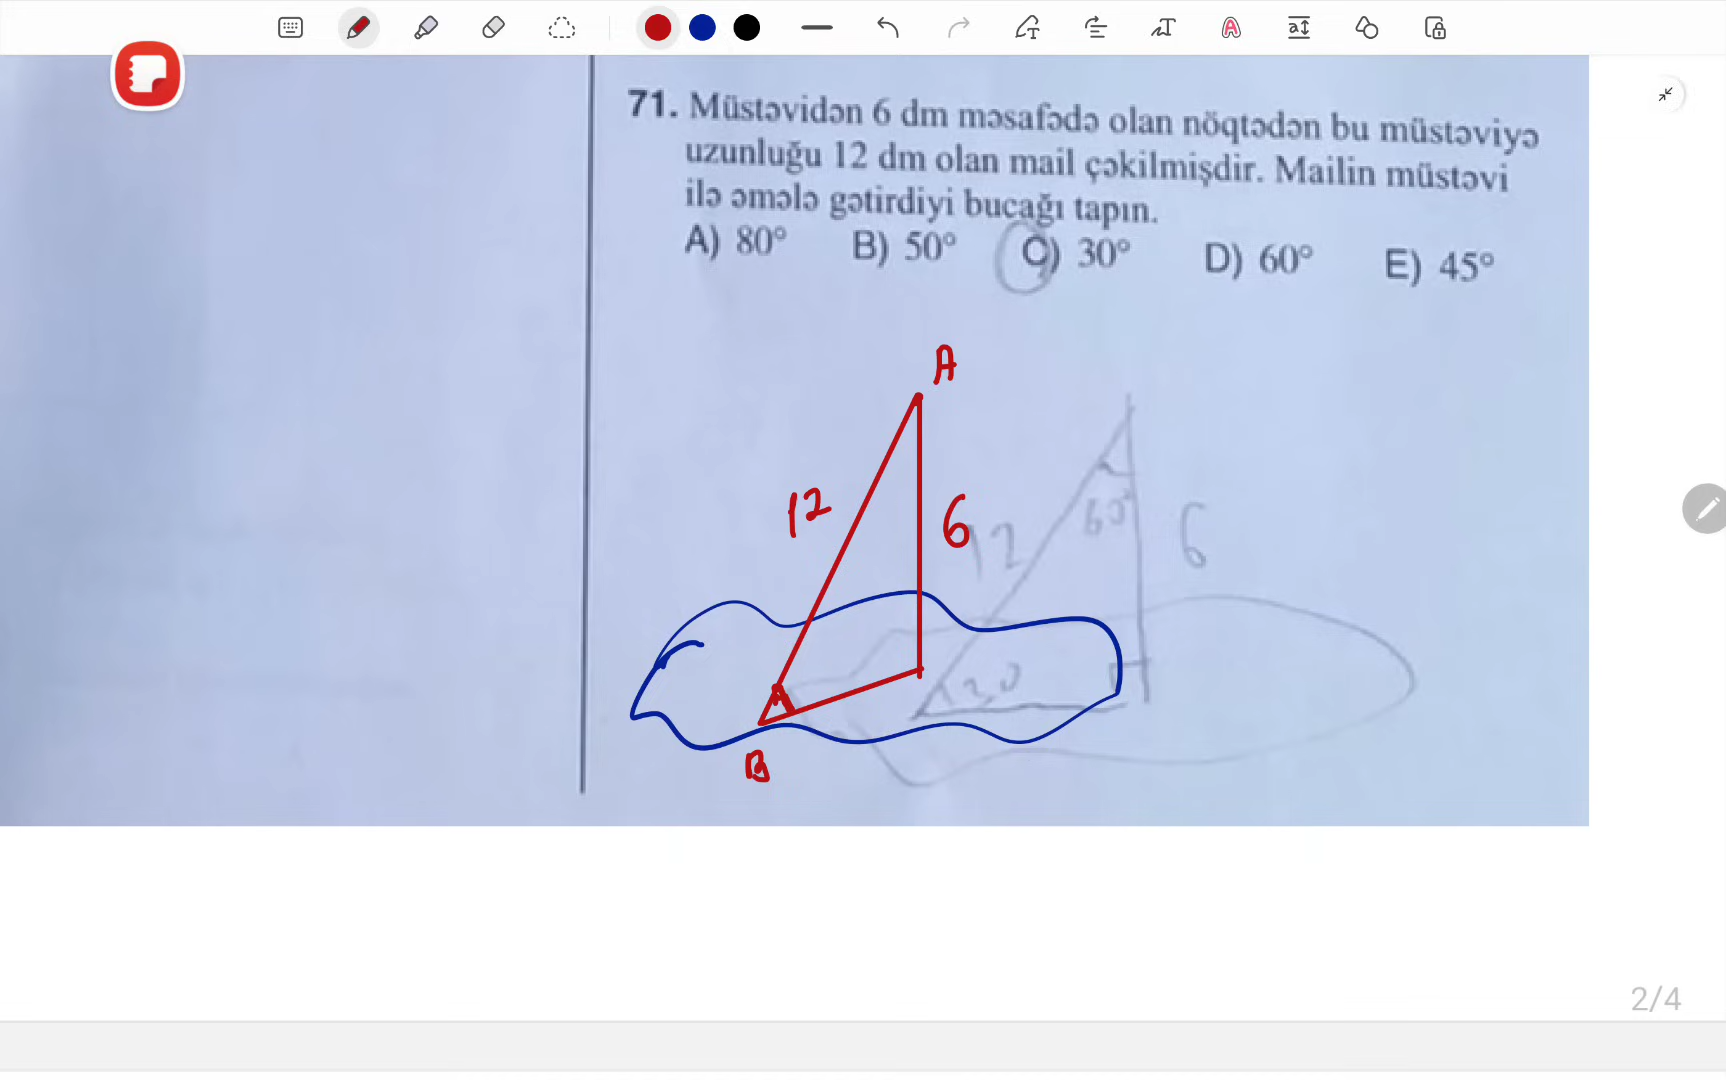 71. Müstəvidən 6 dm məsafədə olan nöqtədən bu müstəviyə
uzunluğu 12 dm olan mail çəkilmişdir. Mailin müstəvi
ilə əmələ gətirdiyi bucağı tapın.
A) 80° B) 50° C) 30° D) 60° E) 45°
A
12 6
12 60° 6
30
B
2/4